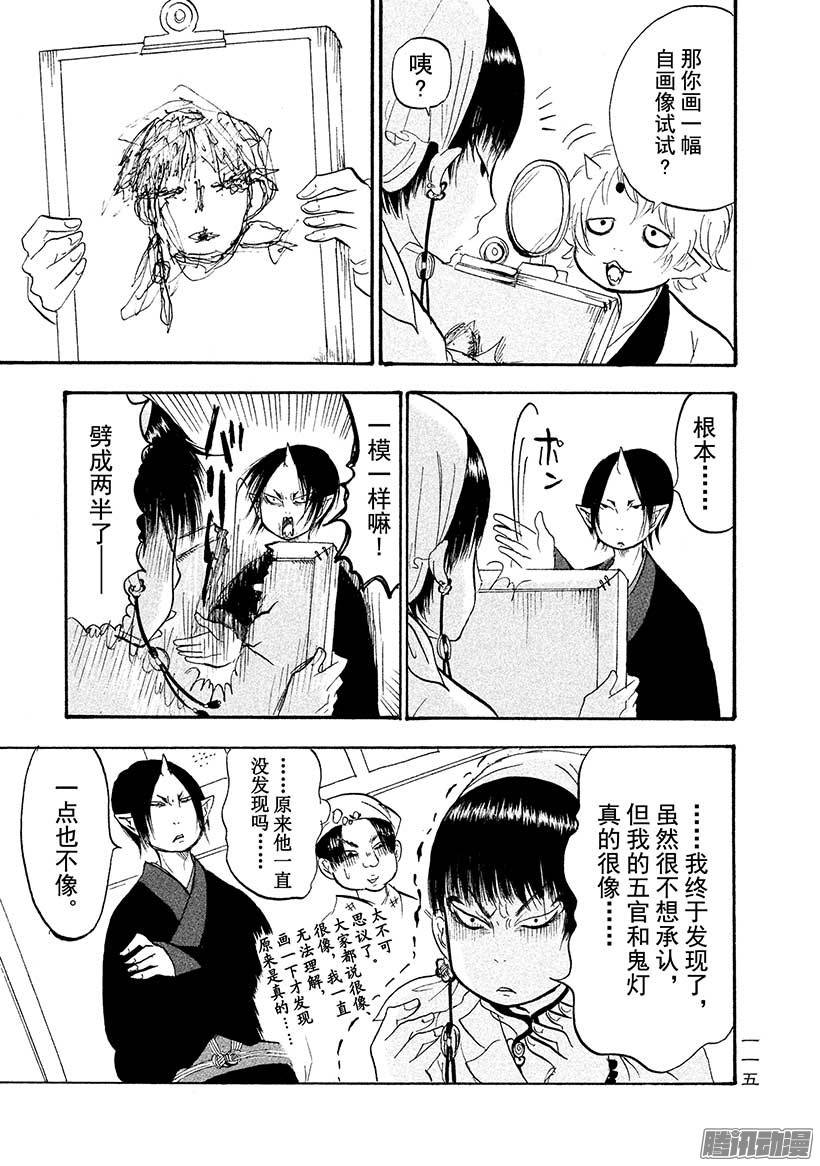 那你画一幅
自画像试试？
咦？
根本……
ポン
一模一样嘛！
劈成两半了——
……我终于发现了，
虽然很不想承认，
但我的五官和鬼灯
真的很像……
太不可
思议了。
大家都说很像
很像，我一直
无法理解，
画一下才发现
原来是真的……
……原来他一直
没发现吗……
一点也不像。
一一五
腾讯动漫